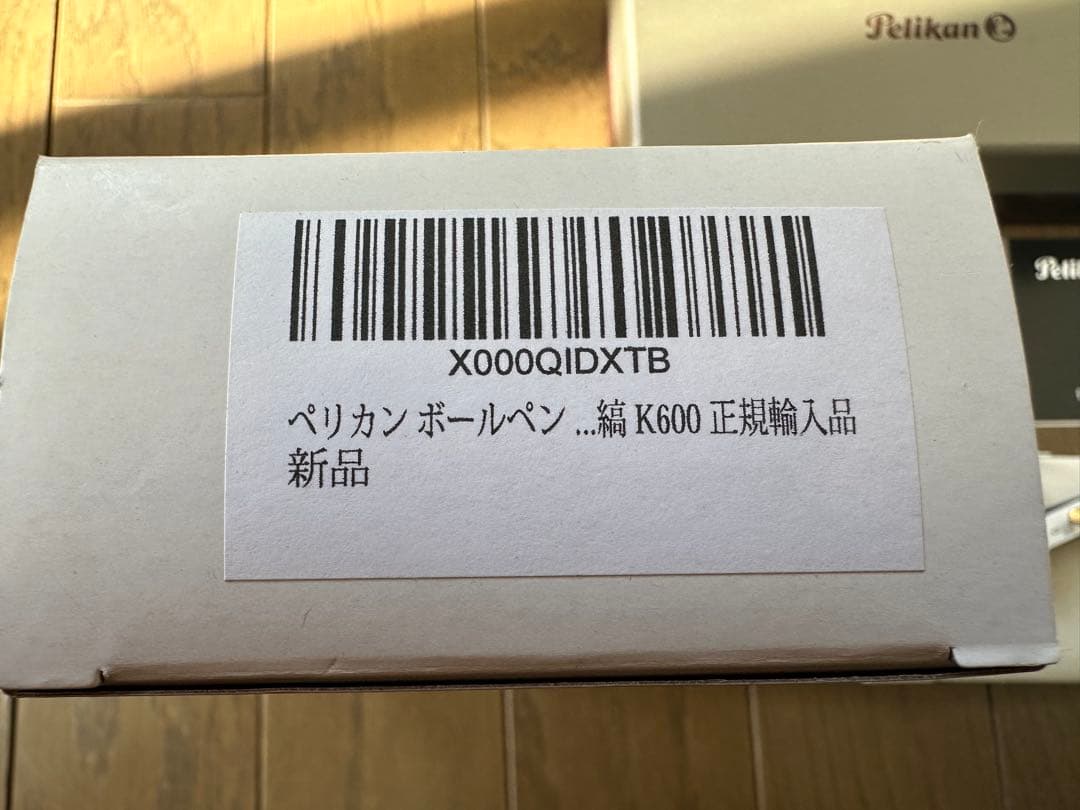 Pelikan
X000QIDXTB
ペリカン ボールペン ...縞 K600 正規輸入品
新品